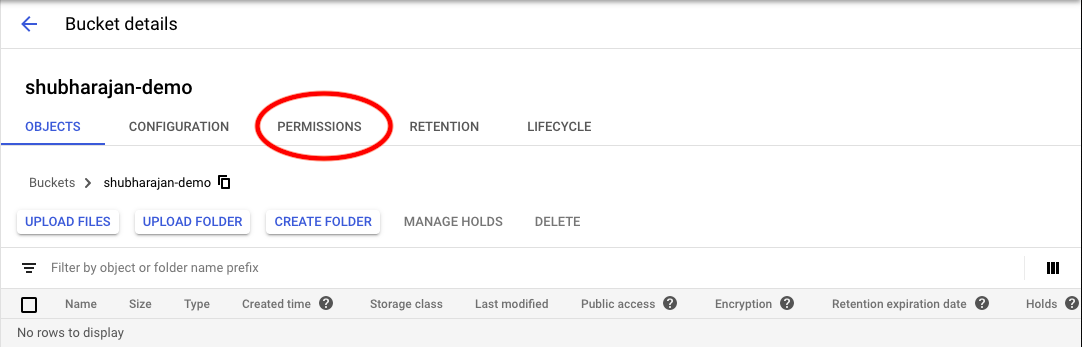 Bucket details
shubharajan-demo
OBJECTS CONFIGURATION PERMISSIONS RETENTION LIFECYCLE
Buckets > shubharajan-demo
UPLOAD FILES UPLOAD FOLDER CREATE FOLDER MANAGE HOLDS DELETE
Filter by object or folder name prefix
Name Size Type Created time ? Storage class Last modified Public access ? Encryption ? Retention expiration date ? Holds ?
No rows to display